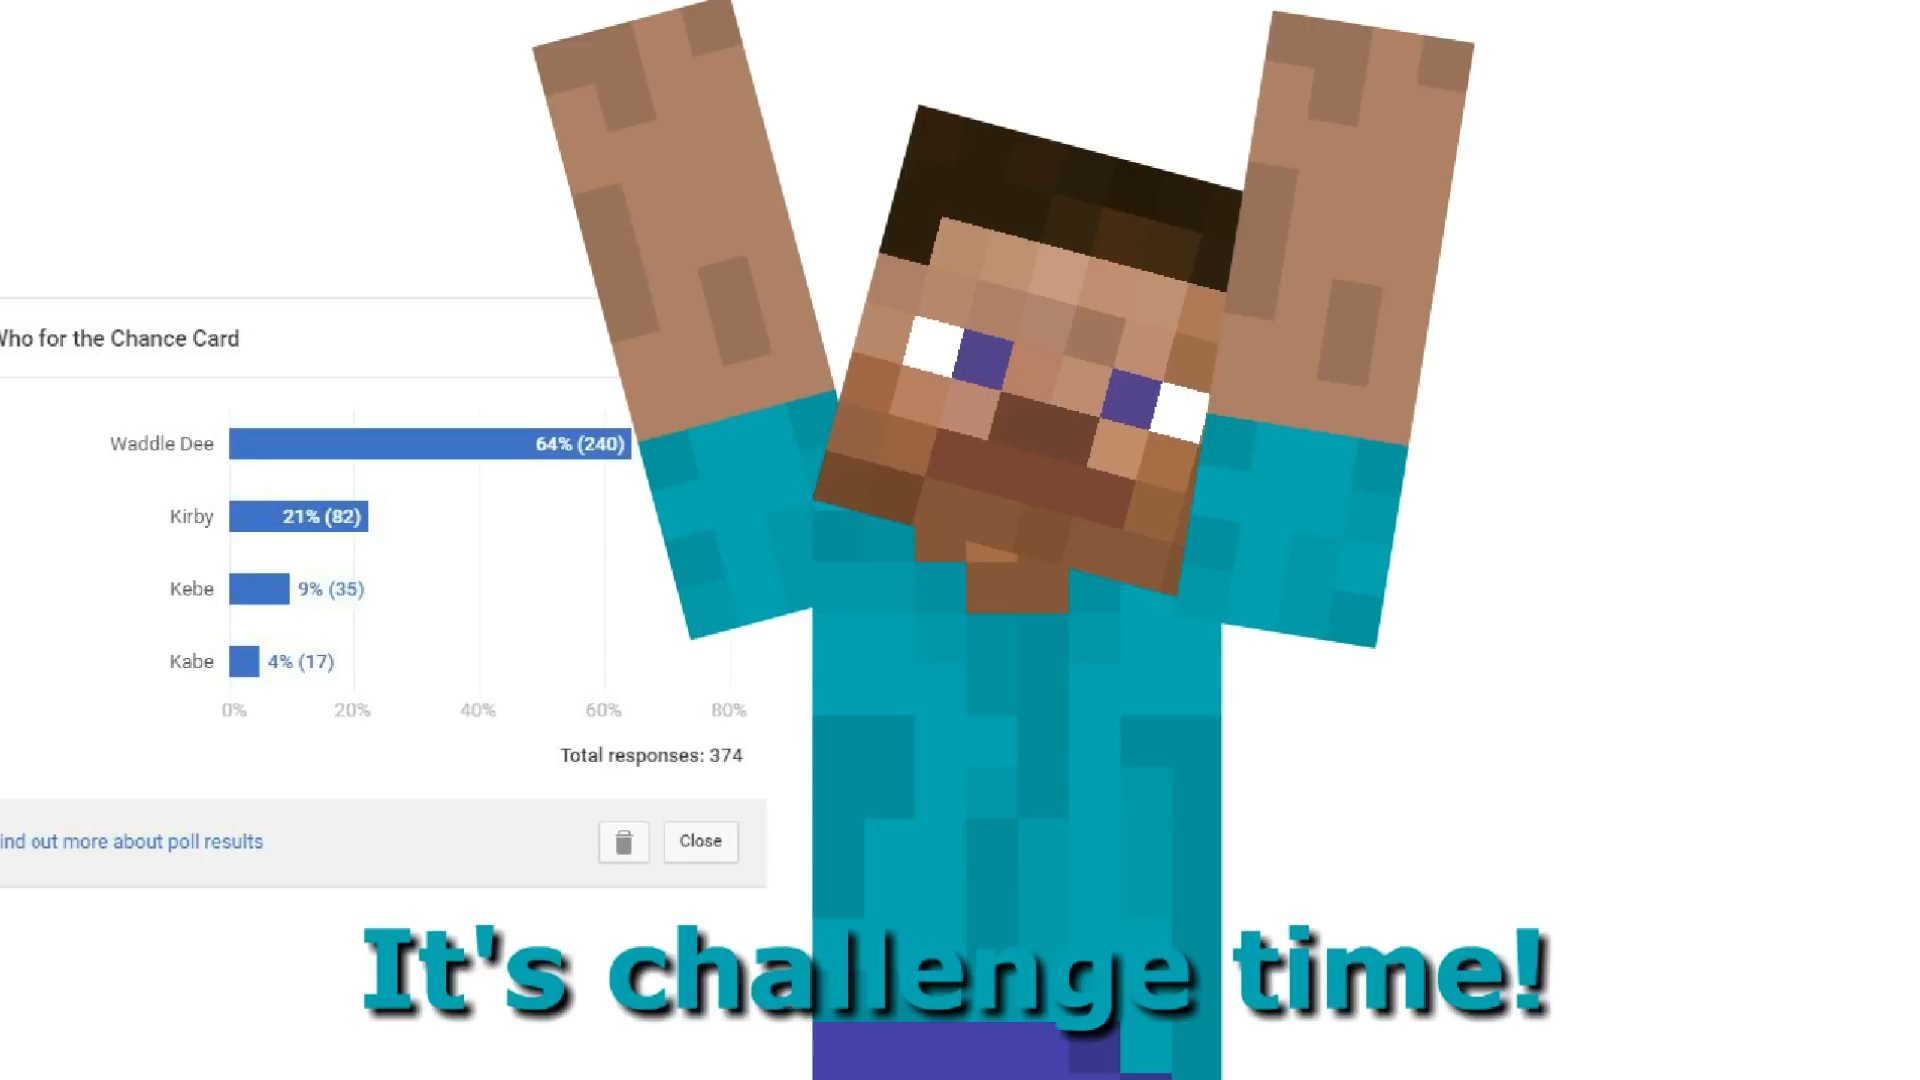 Who for the Chance Card
Waddle Dee 64% (240)
Kirby 21% (82)
Kebe 9% (35)
Kabe 4% (17)
0% 20% 40% 60% 80%
Total responses: 374
ind out more about poll results Close
It's challenge time!